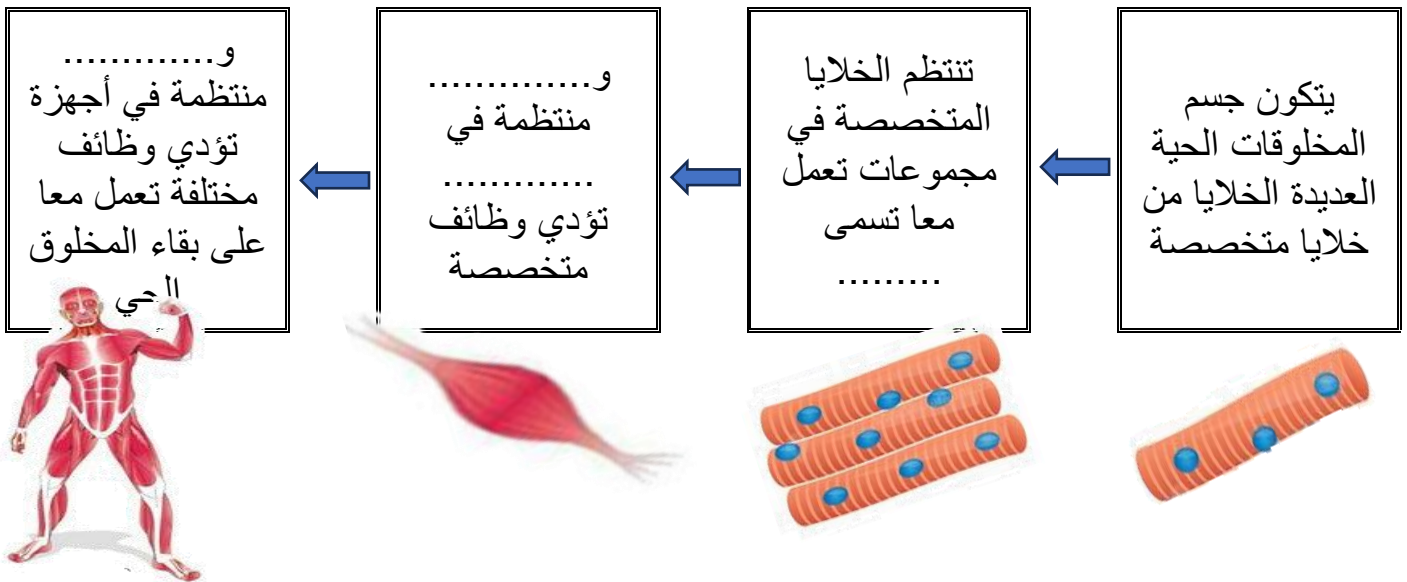 يتكون جسم
المخلوقات الحية
العديدة الخلايا من
خلايا متخصصة
تنتظم الخلايا
المتخصصة في
مجموعات تعمل
معا تسمى
.........
و..............
منتظمة في
.............
تؤدي وظائف
متخصصة
و.............
منتظمة في أجهزة
تؤدي وظائف
مختلفة تعمل معا
على بقاء المخلوق
الحي